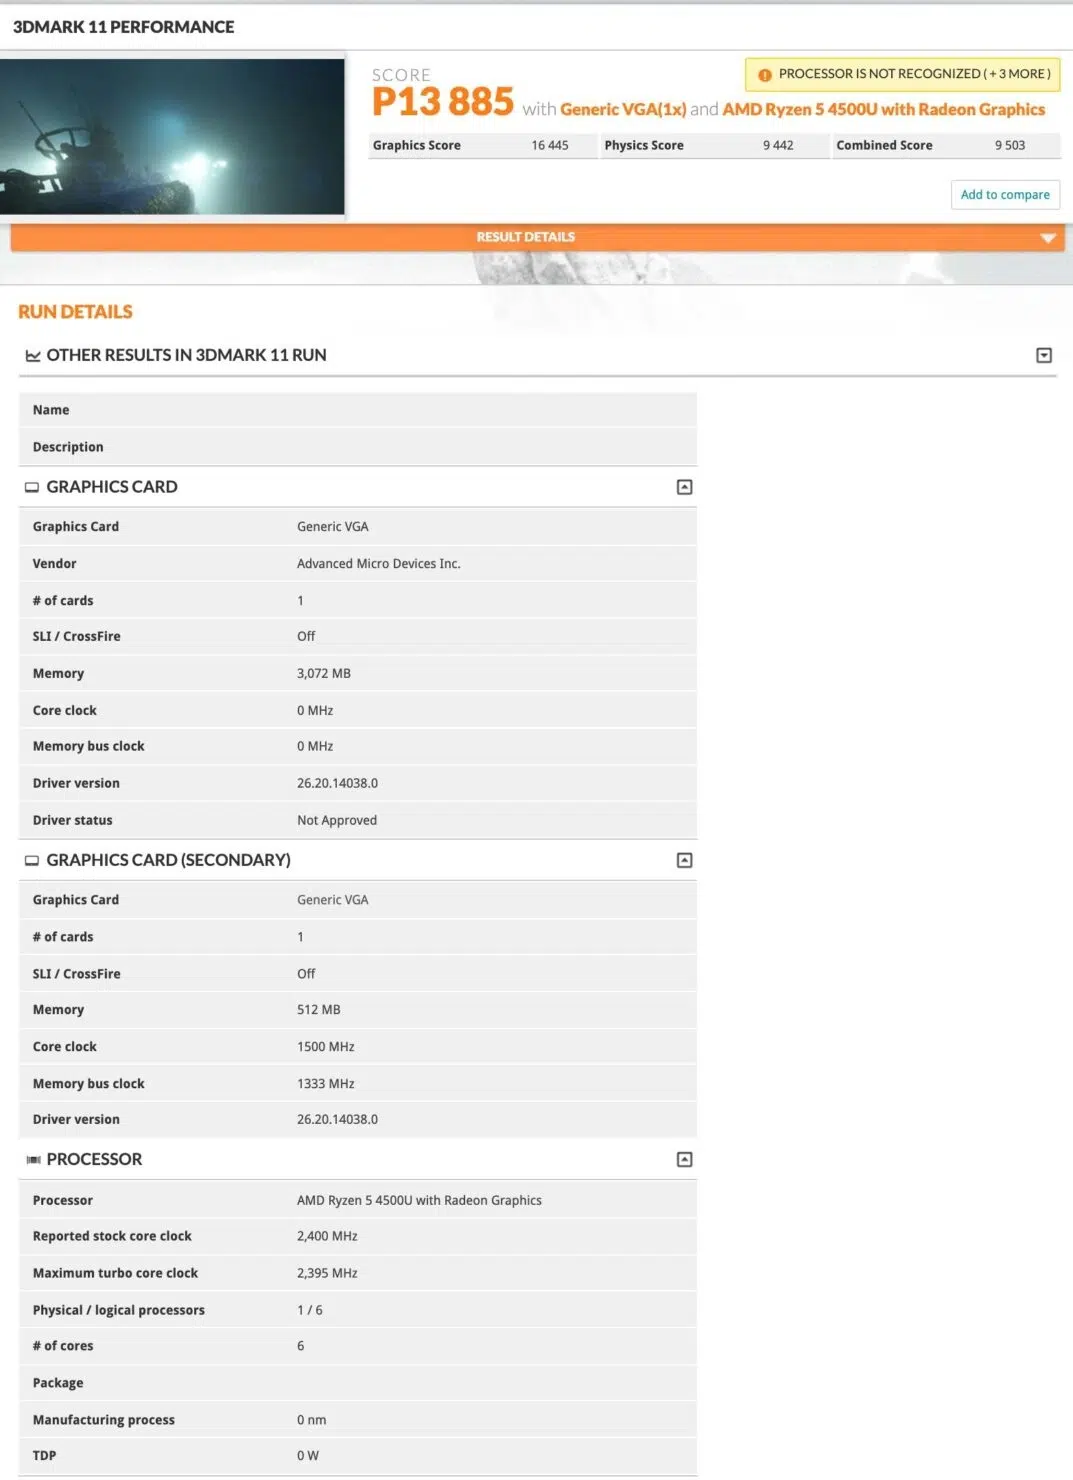 3DMARK 11 PERFORMANCE
SCORE
PROCESSOR IS NOT RECOGNIZED ( + 3 MORE )
P13 885 with Generic VGA(1x) and AMD Ryzen 5 4500U with Radeon Graphics
Graphics Score 16 445 Physics Score 9 442 Combined Score 9 503
Add to compare
RESULT DETAILS
RUN DETAILS
OTHER RESULTS IN 3DMARK 11 RUN
Name
Description
GRAPHICS CARD
Graphics Card Generic VGA
Vendor Advanced Micro Devices Inc.
# of cards 1
SLI / CrossFire Off
Memory 3,072 MB
Core clock 0 MHz
Memory bus clock 0 MHz
Driver version 26.20.14038.0
Driver status Not Approved
GRAPHICS CARD (SECONDARY)
Graphics Card Generic VGA
# of cards 1
SLI / CrossFire Off
Memory 512 MB
Core clock 1500 MHz
Memory bus clock 1333 MHz
Driver version 26.20.14038.0
PROCESSOR
Processor AMD Ryzen 5 4500U with Radeon Graphics
Reported stock core clock 2,400 MHz
Maximum turbo core clock 2,395 MHz
Physical / logical processors 1 / 6
# of cores 6
Package
Manufacturing process 0 nm
TDP 0 W